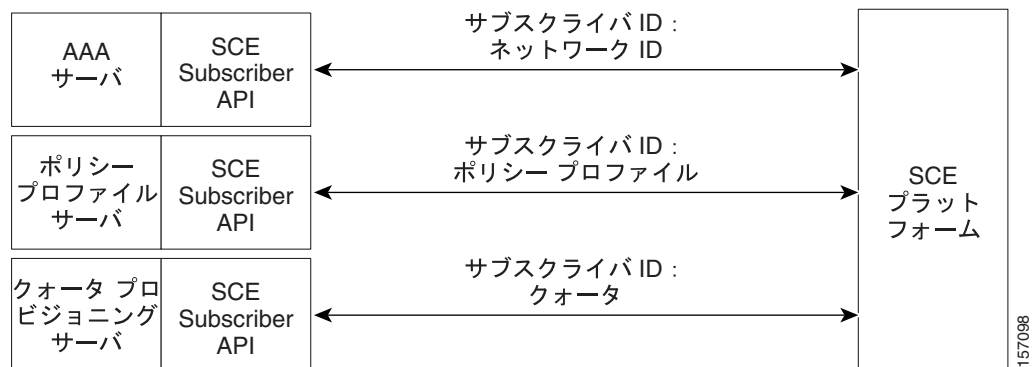 AAA
サーバ
SCE
Subscriber
API
サブスクライバ ID：
ネットワーク ID
ポリシー
プロファイル
サーバ
SCE
Subscriber
API
サブスクライバ ID：
ポリシー プロファイル
クォータ プロ
ビジョニング
サーバ
SCE
Subscriber
API
サブスクライバ ID：
クォータ
SCE
プラット
フォーム
157098